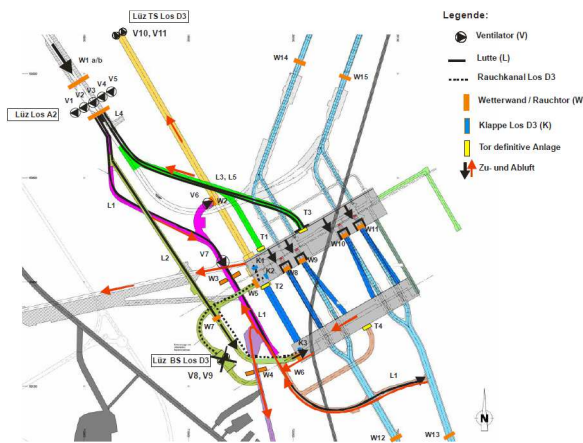 Lüz TS Los D3
V10, V11
Legende:
Ventilator (V)
Lutte (L)
Rauchkanal Los D3
Wetterwand / Rauchtor (W
Klappe Los D3 (K)
Tor definitive Anlage
Zu- und Abluft
W1 a/b
V5
V4
V3
V2
V1
Lüz Los A2
L4
W14
W15
L3, L5
V6
W2
L1
T3
T1
W11
W10
L2
V7
K1
K2
W9
W8
W3
W5
T2
L1
W7
K3
T4
Lüz BS Los D3
V8, V9
W4
W6
L1
W12
W13
N